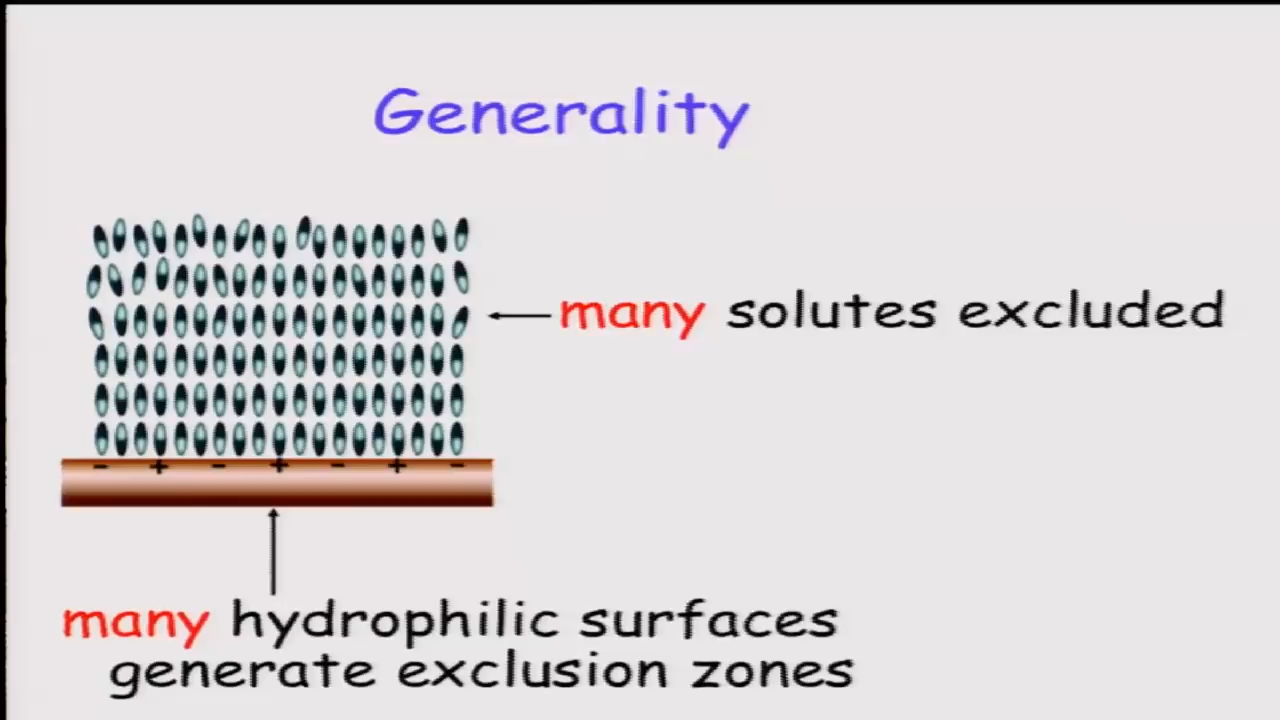 Generality
many solutes excluded
- + - + - + -
many hydrophilic surfaces
generate exclusion zones